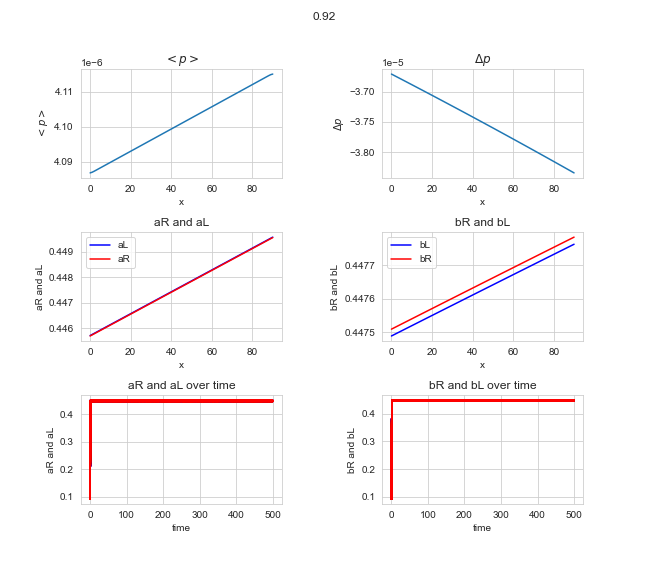 0.92
< p >
1e−6
4.11
4.10
4.09
< p >
0 20 40 60 80
x
Δp
1e−5
−3.70
−3.75
−3.80
Δp
0 20 40 60 80
x
aR and aL
0.449
0.448
0.447
0.446
aR and aL
aL
aR
0 20 40 60 80
x
bR and bL
0.4477
0.4476
0.4475
bR and bL
bL
bR
0 20 40 60 80
x
aR and aL over time
0.4
0.3
0.2
0.1
aR and aL
0 100 200 300 400 500
time
bR and bL over time
0.4
0.3
0.2
0.1
bR and bL
0 100 200 300 400 500
time